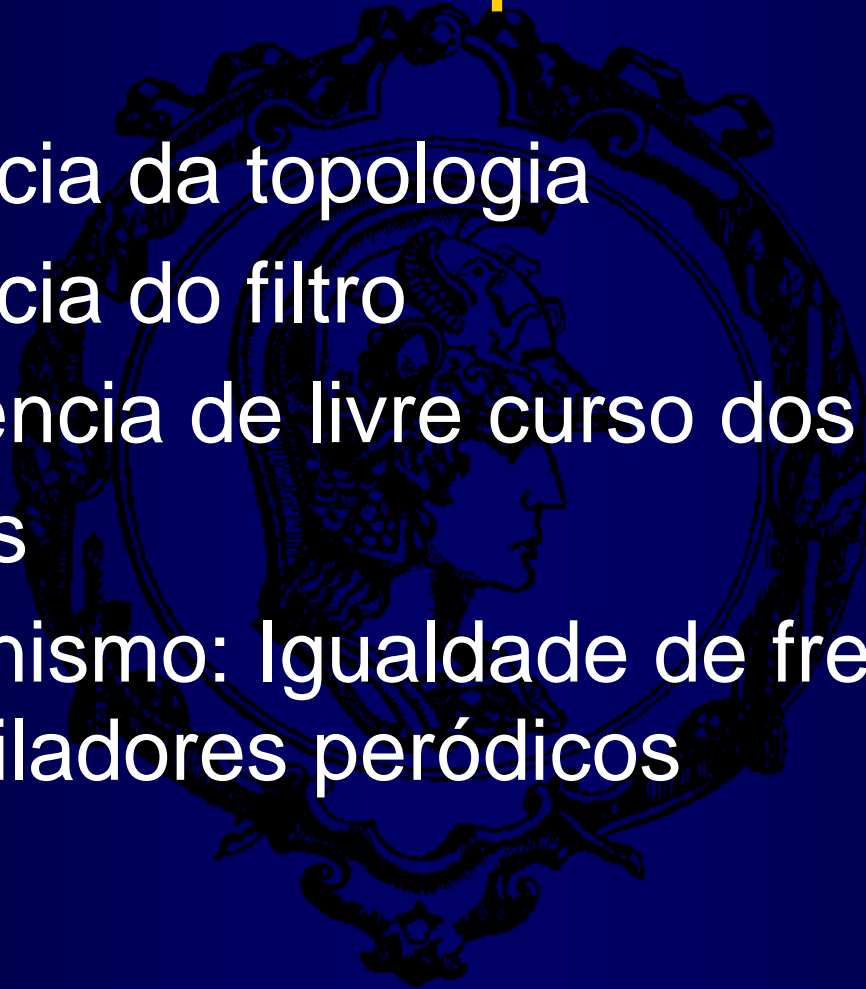 cia da topologia
cia do filtro
encia de livre curso dos
s
nismo: Igualdade de fre
iladores peródicos